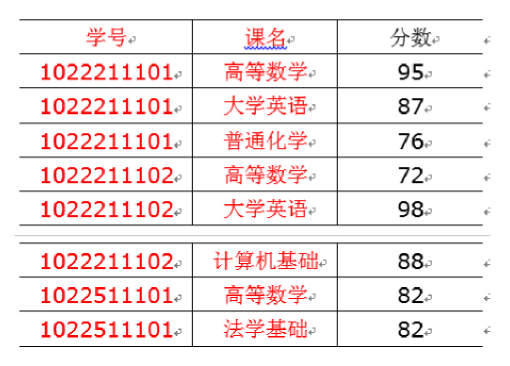 学号 课名 分数
1022211101 高等数学 95
1022211101 大学英语 87
1022211101 普通化学 76
1022211102 高等数学 72
1022211102 大学英语 98
1022211102 计算机基础 88
1022511101 高等数学 82
1022511101 法学基础 82